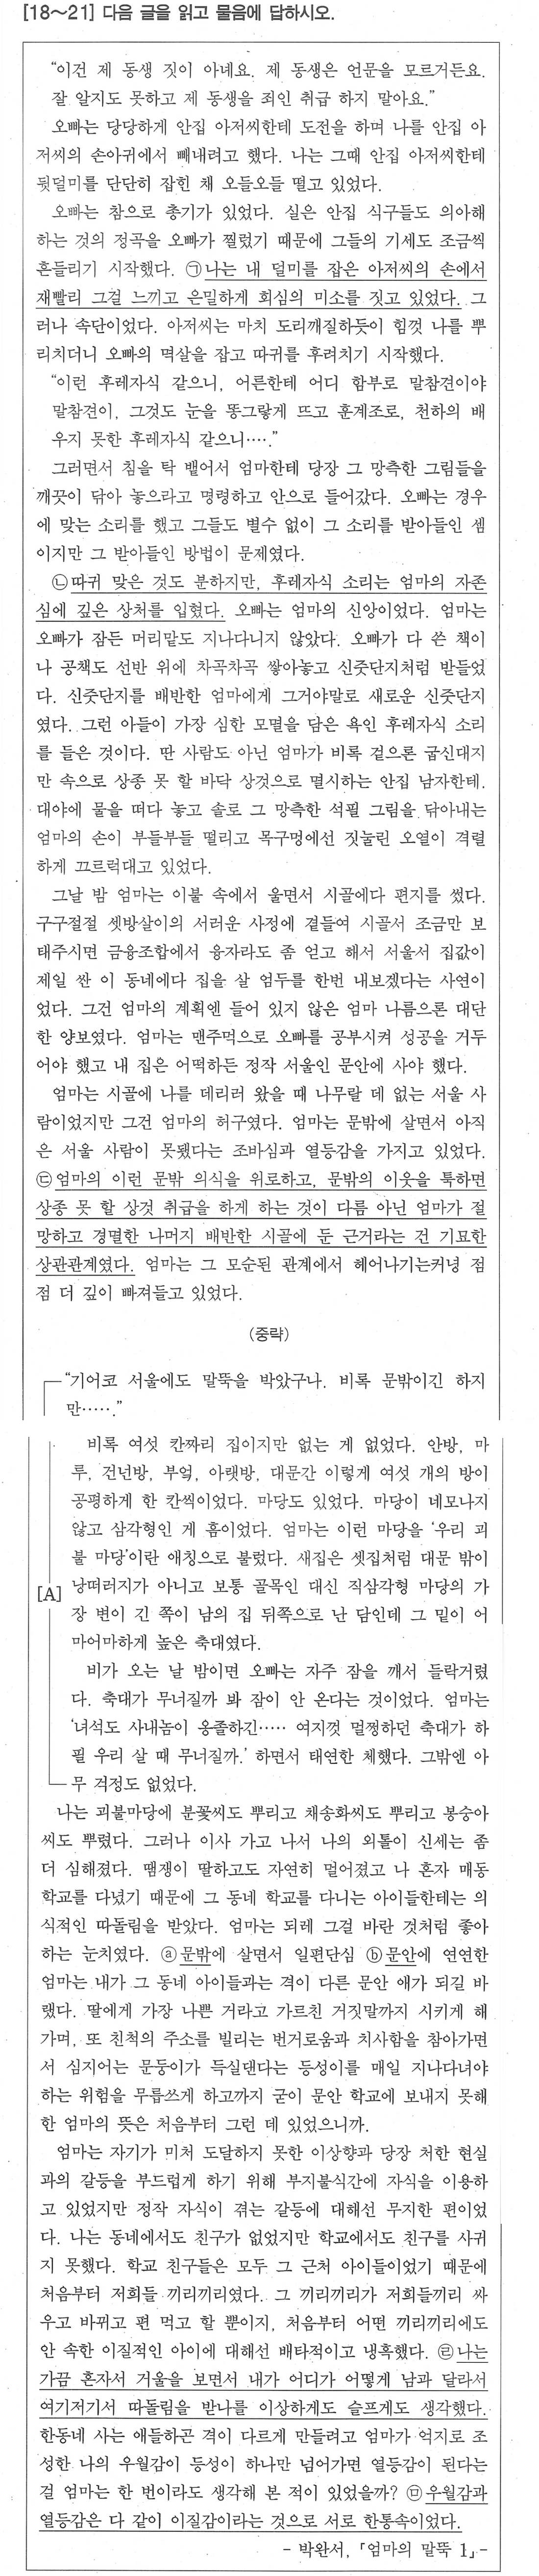 [18~21] 다음 글을 읽고 물음에 답하시오.
“이건 제 동생 짓이 아녜요. 제 동생은 언문을 모르거든요.
잘 알지도 못하고 제 동생을 죄인 취급 하지 말아요.”
오빠는 당당하게 안집 아저씨한테 도전을 하며 나를 안집 아
저씨의 손아귀에서 빼내려고 했다. 나는 그때 안집 아저씨한테
뒷덜미를 단단히 잡힌 채 오들오들 떨고 있었다.
오빠는 참으로 총기가 있었다. 실은 안집 식구들도 의아해
하는 것의 정곡을 오빠가 찔렀기 때문에 그들의 기세도 조금씩
흔들리기 시작했다. ㉠나는 내 덜미를 잡은 아저씨의 손에서
재빨리 그걸 느끼고 은밀하게 회심의 미소를 짓고 있었다. 그
러나 속단이었다. 아저씨는 마치 도리깨질하듯이 힘껏 나를 뿌
리치더니 오빠의 멱살을 잡고 따귀를 후려치기 시작했다.
“이런 후레자식 같으니, 어른한테 어디 함부로 말참견이야
말참견이, 그것도 눈을 똥그랗게 뜨고 훈계조로, 천하의 배
우지 못한 후레자식 같으니….”
그러면서 침을 탁 뱉어서 엄마한테 당장 그 망측한 그림들을
깨끗이 닦아 놓으라고 명령하고 안으로 들어갔다. 오빠는 경우
에 맞는 소리를 했고 그들도 별수 없이 그 소리를 받아들인 셈
이지만 그 받아들인 방법이 문제였다.
㉡따귀 맞은 것도 분하지만, 후레자식 소리는 엄마의 자존
심에 깊은 상처를 입혔다. 오빠는 엄마의 신앙이었다. 엄마는
오빠가 잠든 머리맡도 지나다니지 않았다. 오빠가 다 쓴 책이
나 공책도 선반 위에 차곡차곡 쌓아놓고 신줏단지처럼 받들었
다. 신줏단지를 배반한 엄마에게 그거야말로 새로운 신줏단지
였다. 그런 아들이 가장 심한 모멸을 담은 욕인 후레자식 소리
를 들은 것이다. 딴 사람도 아닌 엄마가 비록 겉으론 굽신대지
만 속으로 상종 못 할 바닥 상것으로 멸시하는 안집 남자한테.
대야에 물을 떠다 놓고 솔로 그 망측한 석필 그림을 닦아내는
엄마의 손이 부들부들 떨리고 목구멍에선 짓눌린 오열이 격렬
하게 끄르럭대고 있었다.
그날 밤 엄마는 이불 속에서 울면서 시골에다 편지를 썼다.
구구절절 셋방살이의 서러운 사정에 곁들여 시골서 조금만 보
태주시면 금융조합에서 융자라도 좀 얻고 해서 서울서 집값이
제일 싼 이 동네에다 집을 살 엄두를 한번 내보겠다는 사연이
었다. 그건 엄마의 계획엔 들어 있지 않은 엄마 나름으론 대단
한 양보였다. 엄마는 맨주먹으로 오빠를 공부시켜 성공을 거두
어야 했고 내 집은 어떡하든 정작 서울인 문안에 사야 했다.
엄마는 시골에 나를 데리러 왔을 때 나무랄 데 없는 서울 사
람이었지만 그건 엄마의 허구였다. 엄마는 문밖에 살면서 아직
은 서울 사람이 못됐다는 조바심과 열등감을 가지고 있었다.
㉢엄마의 이런 문밖 의식을 위로하고, 문밖의 이웃을 툭하면
상종 못 할 상것 취급을 하게 하는 것이 다름 아닌 엄마가 절
망하고 경멸한 나머지 배반한 시골에 둔 근거라는 건 기묘한
상관관계였다. 엄마는 그 모순된 관계에서 헤어나기는커녕 점
점 더 깊이 빠져들고 있었다.
(중략)
“기어코 서울에도 말뚝을 박았구나. 비록 문밖이긴 하지
만…….”
비록 여섯 칸짜리 집이지만 없는 게 없었다. 안방, 마
루, 건넌방, 부엌, 아랫방, 대문간 이렇게 여섯 개의 방이
공평하게 한 칸씩이었다. 마당도 있었다. 마당이 네모나지
않고 삼각형인 게 흠이었다. 엄마는 이런 마당을 ‘우리 괴
불 마당’이란 애칭으로 불렀다. 새집은 셋집처럼 대문 밖이
낭떠러지가 아니고 보통 골목인 대신 직삼각형 마당의 가
[A] 장 변이 긴 쪽이 남의 집 뒤쪽으로 난 담인데 그 밑이 어
마어마하게 높은 축대였다.
비가 오는 날 밤이면 오빠는 자주 잠을 깨서 들락거렸
다. 축대가 무너질까 봐 잠이 안 온다는 것이었다. 엄마는
‘녀석도 사내놈이 옹졸하긴…… 여지껏 멀쩡하던 축대가 하
필 우리 살 때 무너질까.’ 하면서 태연한 체했다. 그밖엔 아
무 걱정도 없었다.
나는 괴불마당에 분꽃씨도 뿌리고 채송화씨도 뿌리고 봉숭아
씨도 뿌렸다. 그러나 이사 가고 나서 나의 외톨이 신세는 좀
더 심해졌다. 땜쟁이 딸하고도 자연히 멀어졌고 나 혼자 매동
학교를 다녔기 때문에 그 동네 학교를 다니는 아이들한테는 의
식적인 따돌림을 받았다. 엄마는 되레 그걸 바란 것처럼 좋아
하는 눈치였다. ⓐ문밖에 살면서 일편단심 ⓑ문안에 연연한
엄마는 내가 그 동네 아이들과는 격이 다른 문안 애가 되길 바
랬다. 딸에게 가장 나쁜 거라고 가르친 거짓말까지 시키게 해
가며, 또 친척의 주소를 빌리는 번거로움과 치사함을 참아가면
서 심지어는 문둥이가 득실댄다는 등성이를 매일 지나다녀야
하는 위험을 무릅쓰게 하고까지 굳이 문안 학교에 보내지 못해
한 엄마의 뜻은 처음부터 그런 데 있었으니까.
엄마는 자기가 미처 도달하지 못한 이상향과 당장 처한 현실
과의 갈등을 부드럽게 하기 위해 부지불식간에 자식을 이용하
고 있었지만 정작 자식이 겪는 갈등에 대해선 무지한 편이었
다. 나는 동네에서도 친구가 없었지만 학교에서도 친구를 사귀
지 못했다. 학교 친구들은 모두 그 근처 아이들이었기 때문에
처음부터 저희들 끼리끼리였다. 그 끼리끼리가 저희들끼리 싸
우고 바뀌고 편 먹고 할 뿐이지, 처음부터 어떤 끼리끼리에도
안 속한 이질적인 아이에 대해선 배타적이고 냉혹했다. ㉣나는
가끔 혼자서 거울을 보면서 내가 어디가 어떻게 남과 달라서
여기저기서 따돌림을 받나를 이상하게도 슬프게도 생각했다.
한동네 사는 애들하곤 격이 다르게 만들려고 엄마가 억지로 조
성한 나의 우월감이 등성이 하나만 넘어가면 열등감이 된다는
걸 엄마는 한 번이라도 생각해 본 적이 있었을까? ㉤우월감과
열등감은 다 같이 이질감이라는 것으로 서로 한통속이었다.
- 박완서, 「엄마의 말뚝 1」 -